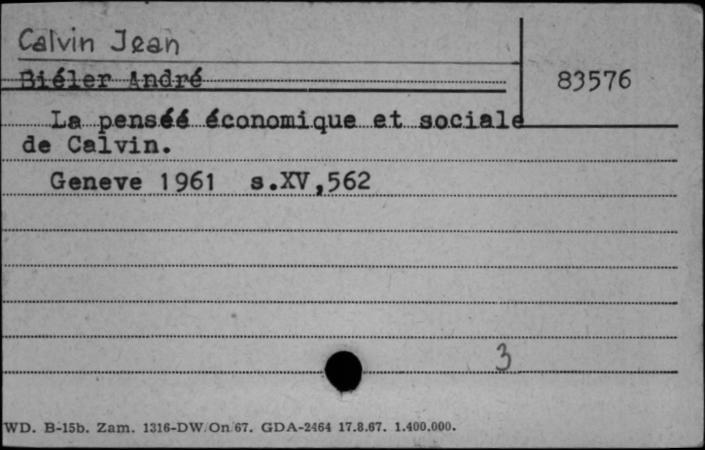 Calvin Jean
Biéler André
83576
La penséé économique et sociale
de Calvin.
Geneve 1961 s.XV,562
3
WD. B-15b. Zam. 1316-DW/On/67. GDA-2464 17.8.67. 1.400.000.